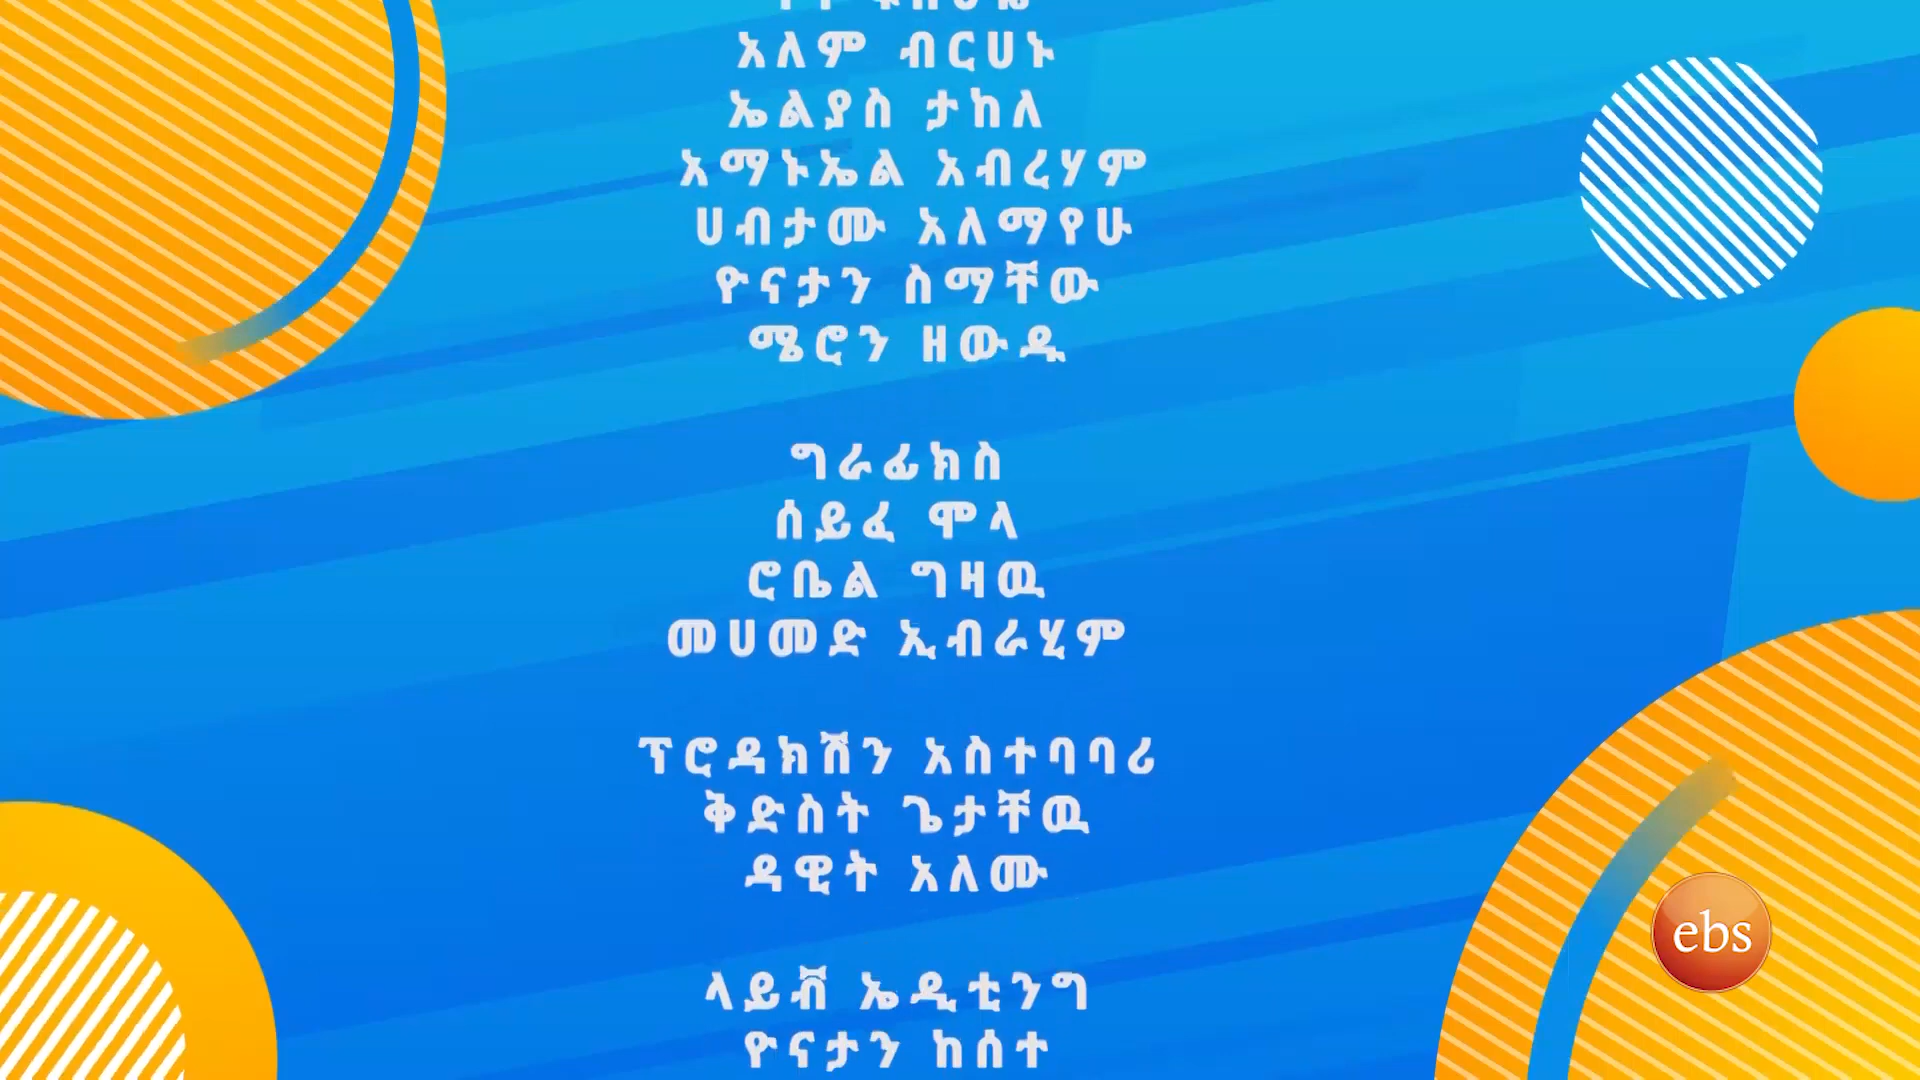 አለም ብርሀኑ
ኤልያስ ታከለ
አማኑኤል አብረሃም
ሀብታሙ አለማየሁ
ዮናታን ስማቸው
ሜሮን ዘውዱ
ግራፊክስ
ሰይፈ ሞላ
ሮቤል ግዛዉ
መሀመድ ኢብራሂም
ፕሮዳክሽን አስተባባሪ
ቅድስት ጌታቸዉ
ዳዊት አለሙ
ebs
ላይቭ ኤዲቲንግ
ዮናታን ከሰተ